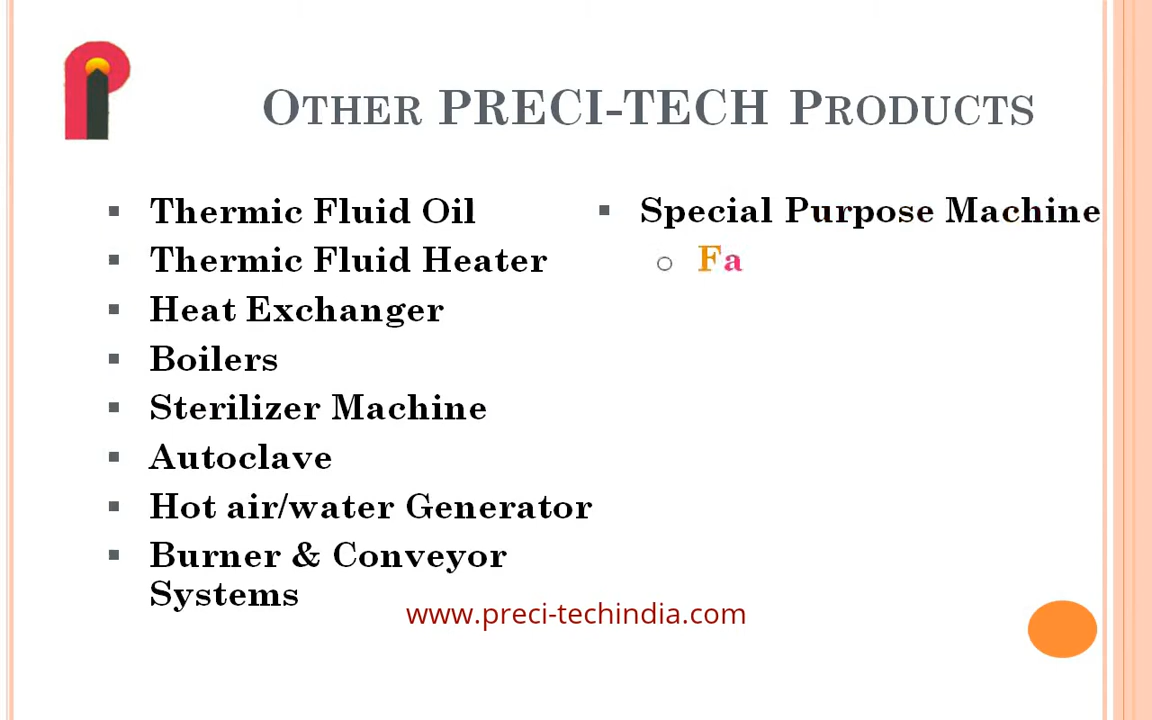 OTHER PRECI-TECH PRODUCTS
Thermic Fluid Oil
Thermic Fluid Heater
Heat Exchanger
Boilers
Sterilizer Machine
Autoclave
Hot air/water Generator
Burner & Conveyor
Systems
Special Purpose Machine
Fa
www.preci-techindia.com